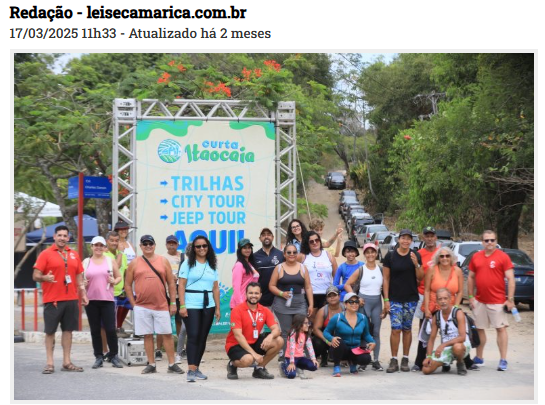 Redação - leisecamarica.com.br
17/03/2025 11h33 - Atualizado há 2 meses
curta
Itaocaia
TRILHAS
CITY TOUR
JEEP TOUR
AQUI